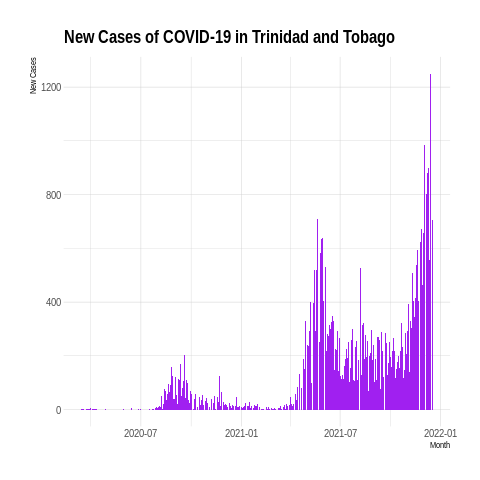 New Cases of COVID-19 in Trinidad and Tobago
New Cases
1200
800
400
0
2020-07 2021-01 2021-07 2022-01
Month